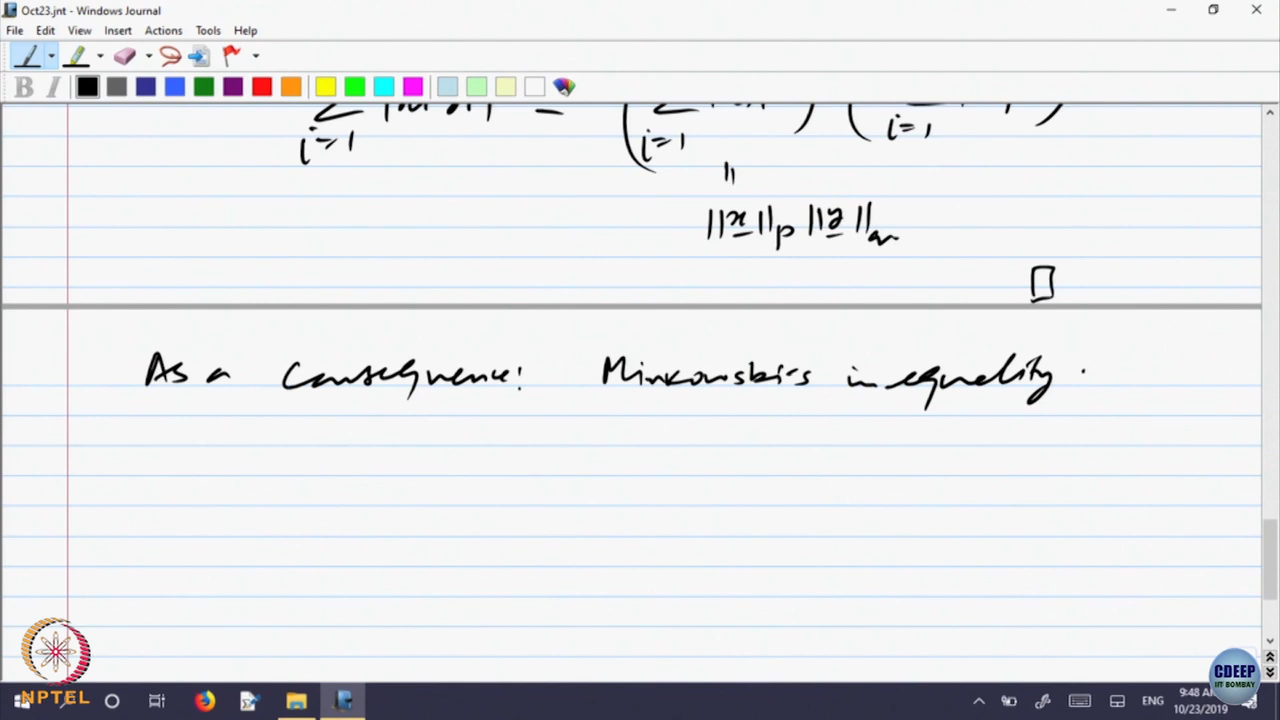 Oct23.jnt - Windows Journal
File Edit View Insert Actions Tools Help
B I
i=1 i=1 i=1
||
||x||p ||y||q
As a Consequence: Minkowski's inequality.
NPTEL
CDEEP
IIT BOMBAY
ENG
9:48 AM
10/23/2019